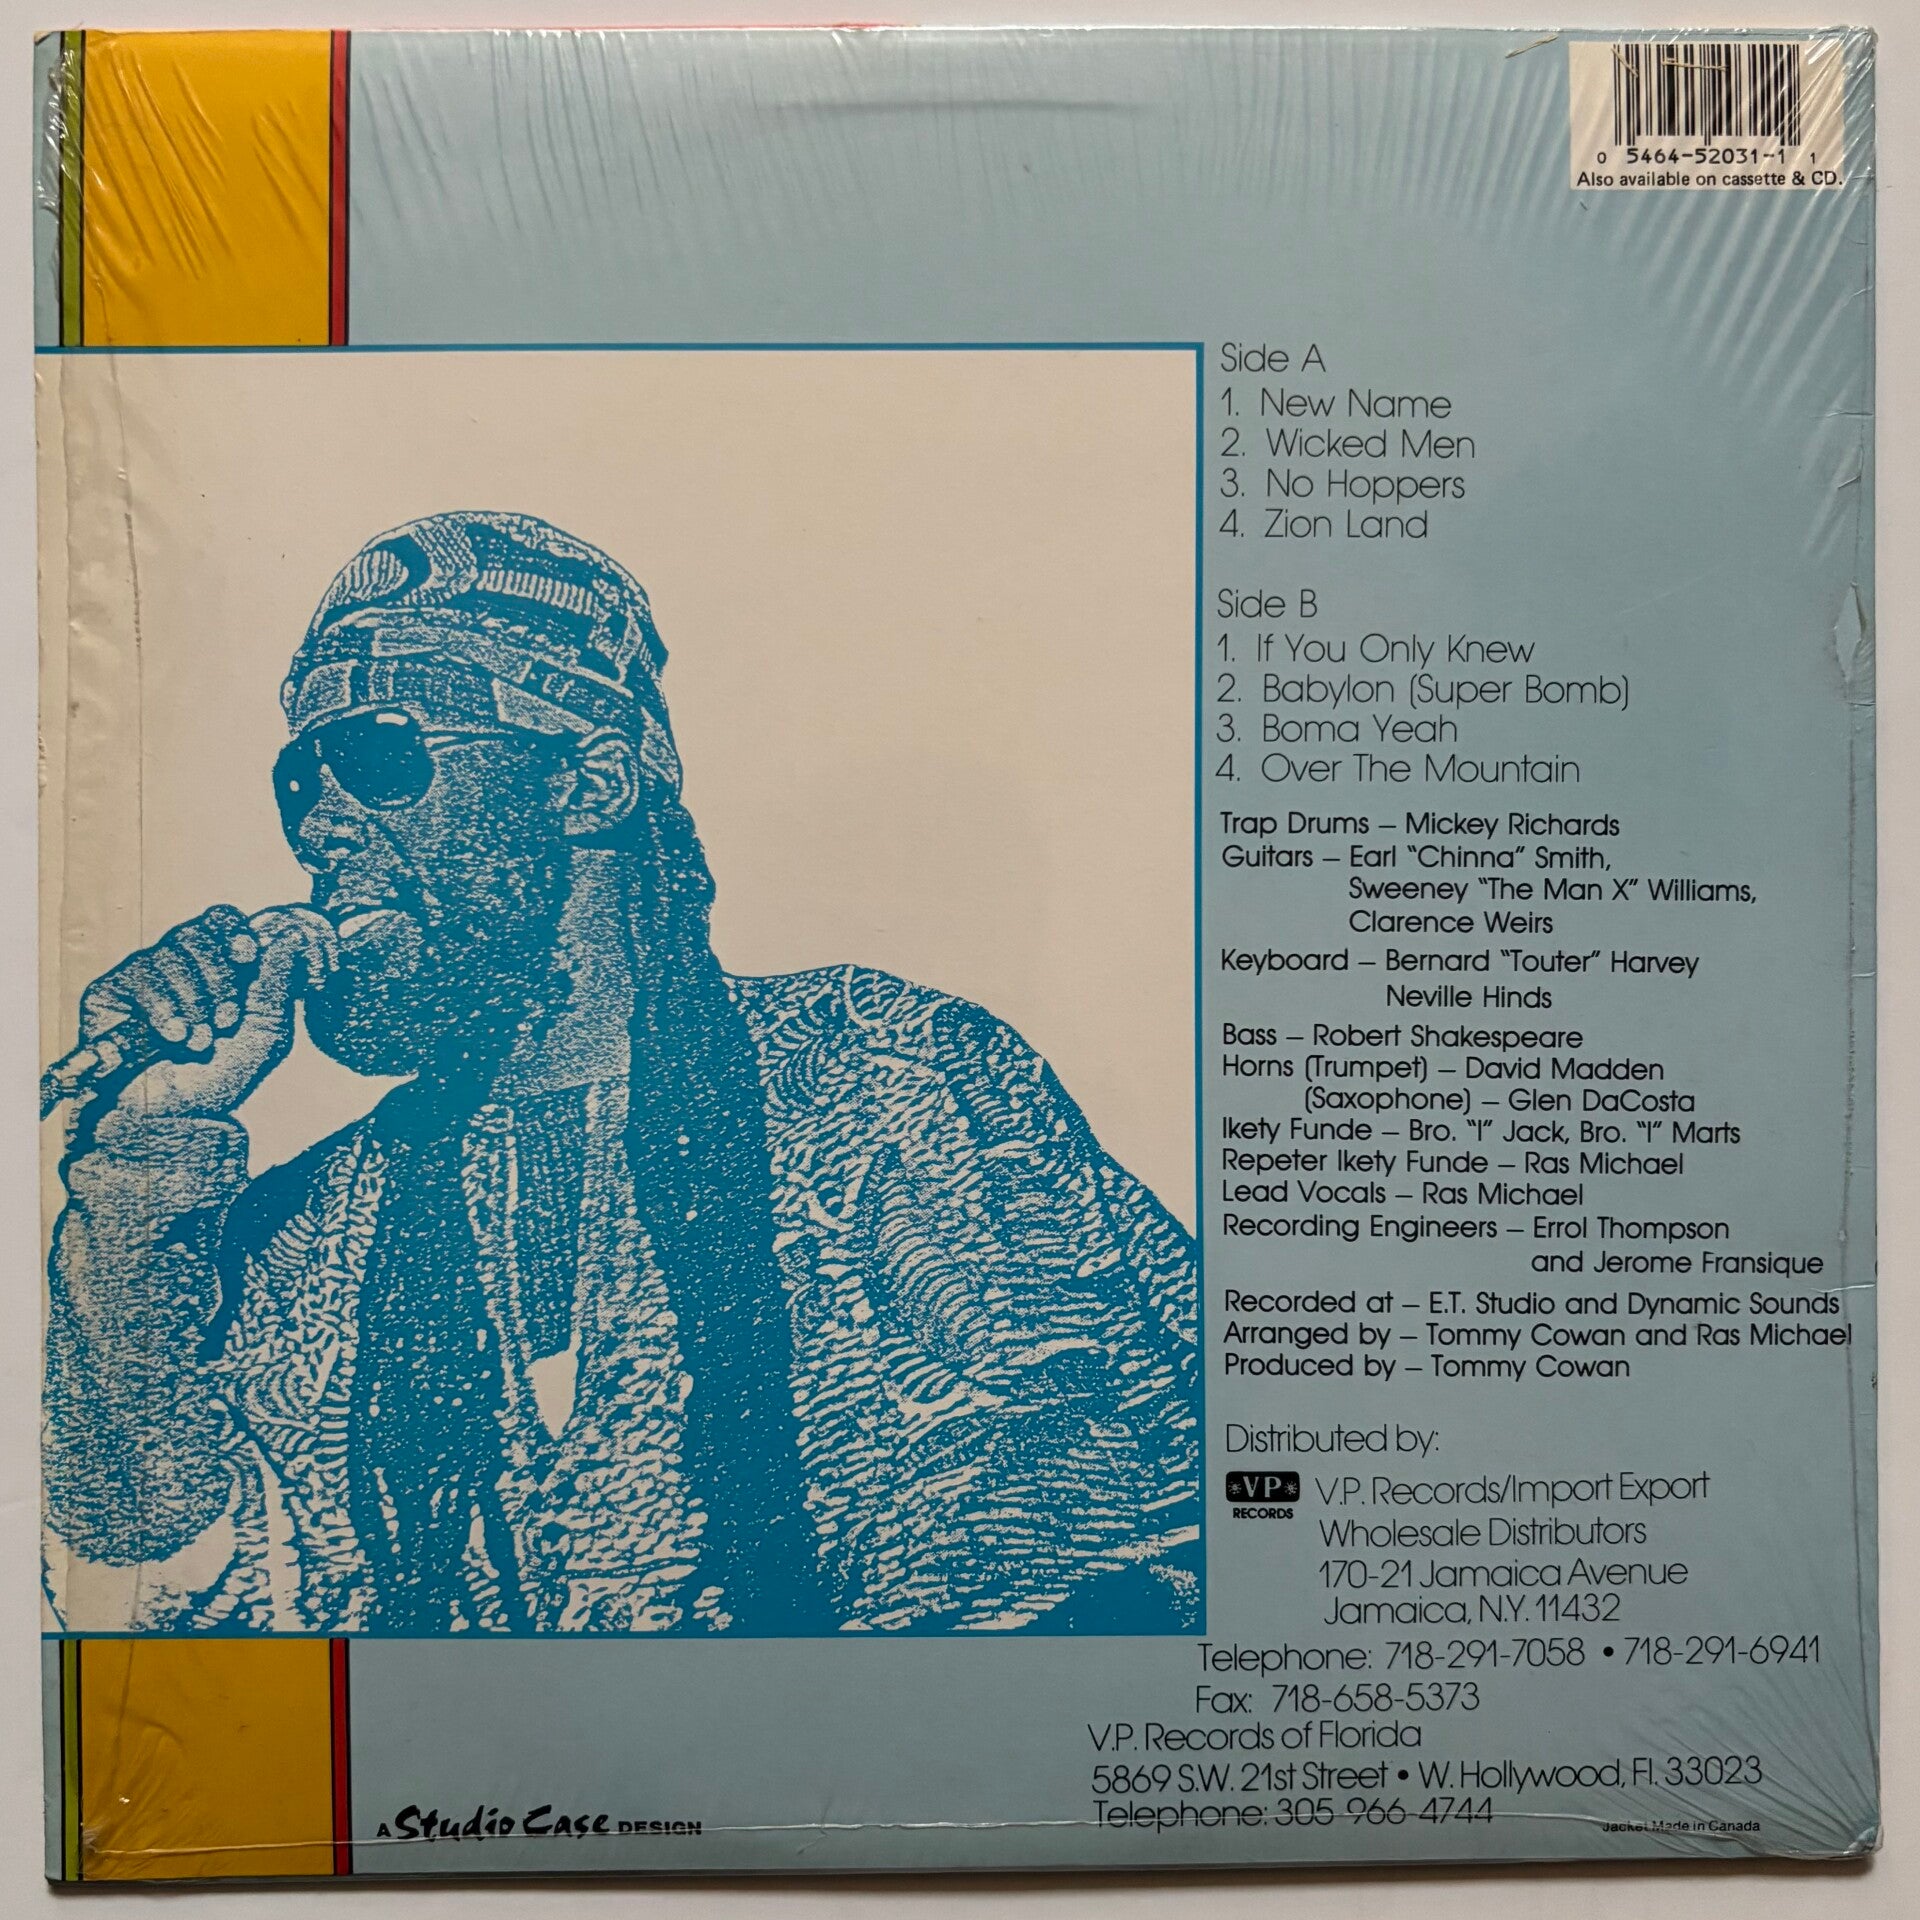 0 5464-52031-1 1
Also available on cassette & CD.
Side A
1. New Name
2. Wicked Men
3. No Hoppers
4. Zion Land
Side B
1. If You Only Knew
2. Babylon (Super Bomb)
3. Boma Yeah
4. Over The Mountain
Trap Drums – Mickey Richards
Guitars – Earl "Chinna" Smith,
Sweeney "The Man X" Williams,
Clarence Weirs
Keyboard – Bernard "Touter" Harvey
Neville Hinds
Bass – Robert Shakespeare
Horns (Trumpet) – David Madden
(Saxophone) – Glen DaCosta
Ikety Funde – Bro. "I" Jack, Bro. "I" Marts
Repeter Ikety Funde – Ras Michael
Lead Vocals – Ras Michael
Recording Engineers – Errol Thompson
and Jerome Fransique
Recorded at – E.T. Studio and Dynamic Sounds
Arranged by – Tommy Cowan and Ras Michael
Produced by – Tommy Cowan
Distributed by:
VP
RECORDS
V.P. Records/Import Export
Wholesale Distributors
170-21 Jamaica Avenue
Jamaica, N.Y. 11432
Telephone: 718-291-7058 • 718-291-6941
Fax: 718-658-5373
V.P. Records of Florida
5869 S.W. 21st Street • W. Hollywood, Fl. 33023
Telephone: 305-966-4744
A Studio Case DESIGN
Jacket Made in Canada